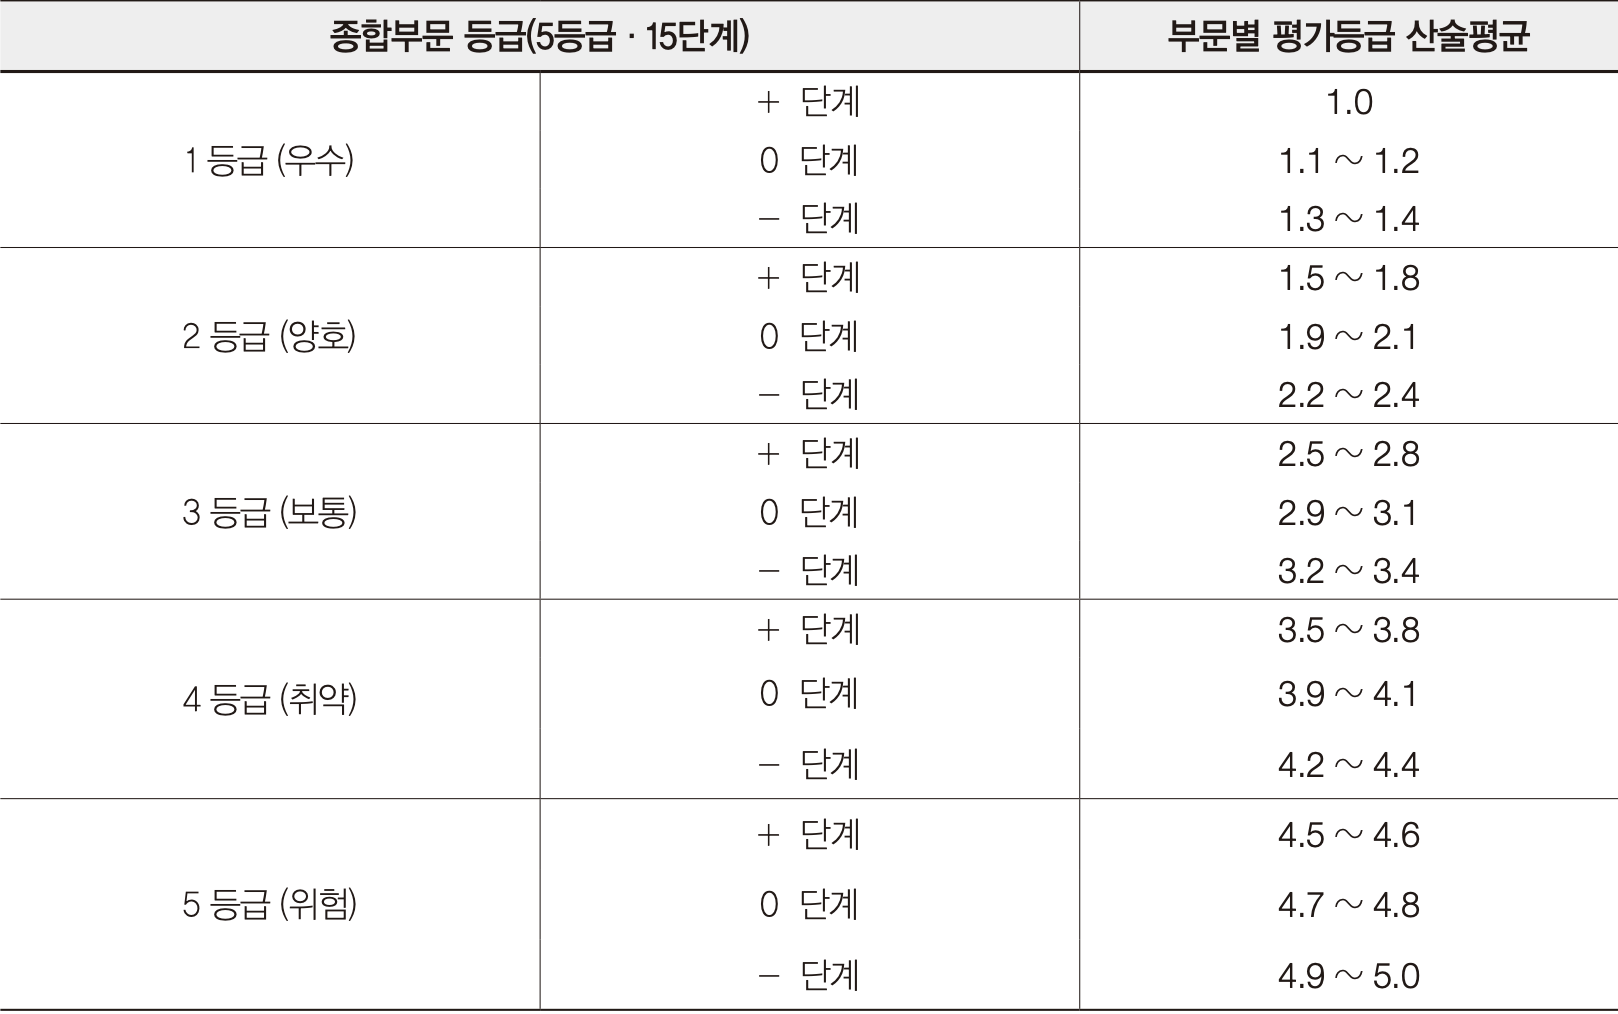 종합부문 등급(5등급 · 15단계) 부문별 평가등급 산술평균
+ 단계 1.0
1 등급 (우수) 0 단계 1.1 ~ 1.2
- 단계 1.3 ~ 1.4
+ 단계 1.5 ~ 1.8
2 등급 (양호) 0 단계 1.9 ~ 2.1
- 단계 2.2 ~ 2.4
+ 단계 2.5 ~ 2.8
3 등급 (보통) 0 단계 2.9 ~ 3.1
- 단계 3.2 ~ 3.4
+ 단계 3.5 ~ 3.8
4 등급 (취약) 0 단계 3.9 ~ 4.1
- 단계 4.2 ~ 4.4
+ 단계 4.5 ~ 4.6
5 등급 (위험) 0 단계 4.7 ~ 4.8
- 단계 4.9 ~ 5.0